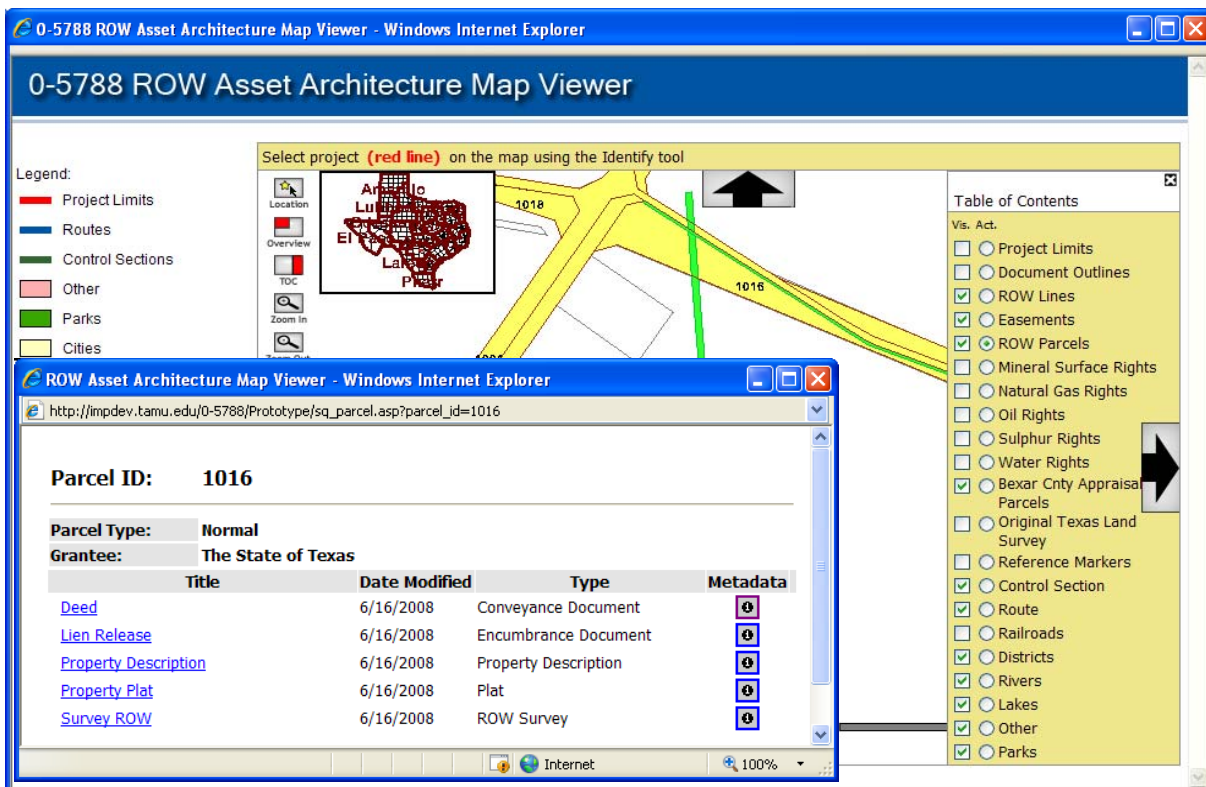 0-5788 ROW Asset Architecture Map Viewer - Windows Internet Explorer
0-5788 ROW Asset Architecture Map Viewer
Legend:
Project Limits
Routes
Control Sections
Other
Parks
Cities
Select project (red line) on the map using the Identify tool
Location
Overview
TOC
Zoom In
Amarillo
El
1018
1016
Table of Contents
Vis. Act.
Project Limits
Document Outlines
ROW Lines
Easements
ROW Parcels
Mineral Surface Rights
Natural Gas Rights
Oil Rights
Sulphur Rights
Water Rights
Bexar Cnty Appraisal
Parcels
Original Texas Land
Survey
Reference Markers
Control Section
Route
Railroads
Districts
Rivers
Lakes
Other
Parks
ROW Asset Architecture Map Viewer - Windows Internet Explorer
http://impdev.tamu.edu/0-5788/Prototype/sq_parcel.asp?parcel_id=1016
Parcel ID: 1016
Parcel Type: Normal
Grantee: The State of Texas
Title Date Modified Type Metadata
Deed 6/16/2008 Conveyance Document
Lien Release 6/16/2008 Encumbrance Document
Property Description 6/16/2008 Property Description
Property Plat 6/16/2008 Plat
Survey ROW 6/16/2008 ROW Survey
Internet 100%